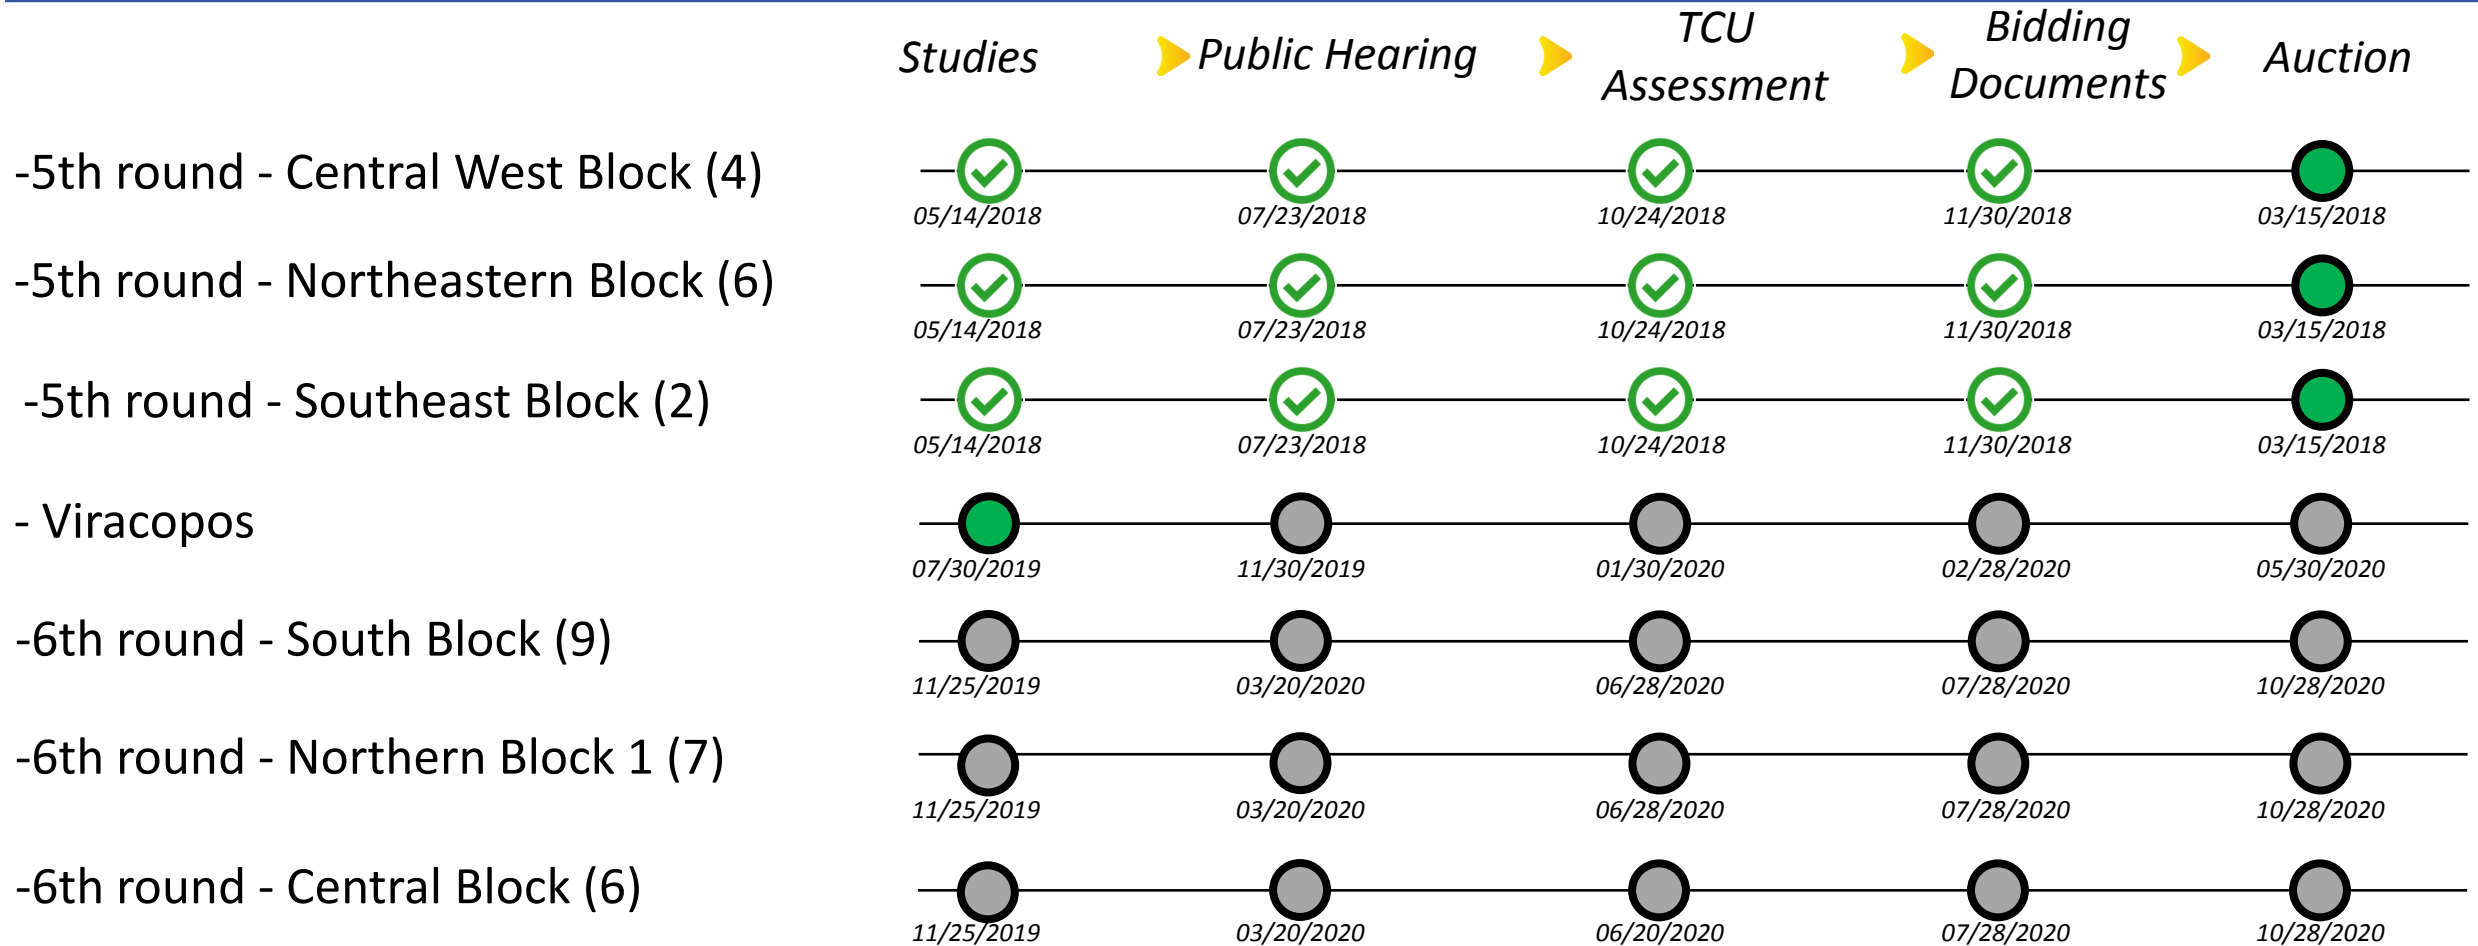 Studies
Public Hearing
TCU
Assessment
Bidding
Documents
Auction
-5th round - Central West Block (4)
05/14/2018 07/23/2018 10/24/2018 11/30/2018 03/15/2018
-5th round - Northeastern Block (6)
05/14/2018 07/23/2018 10/24/2018 11/30/2018 03/15/2018
-5th round - Southeast Block (2)
05/14/2018 07/23/2018 10/24/2018 11/30/2018 03/15/2018
- Viracopos
07/30/2019 11/30/2019 01/30/2020 02/28/2020 05/30/2020
-6th round - South Block (9)
11/25/2019 03/20/2020 06/28/2020 07/28/2020 10/28/2020
-6th round - Northern Block 1 (7)
11/25/2019 03/20/2020 06/28/2020 07/28/2020 10/28/2020
-6th round - Central Block (6)
11/25/2019 03/20/2020 06/20/2020 07/28/2020 10/28/2020